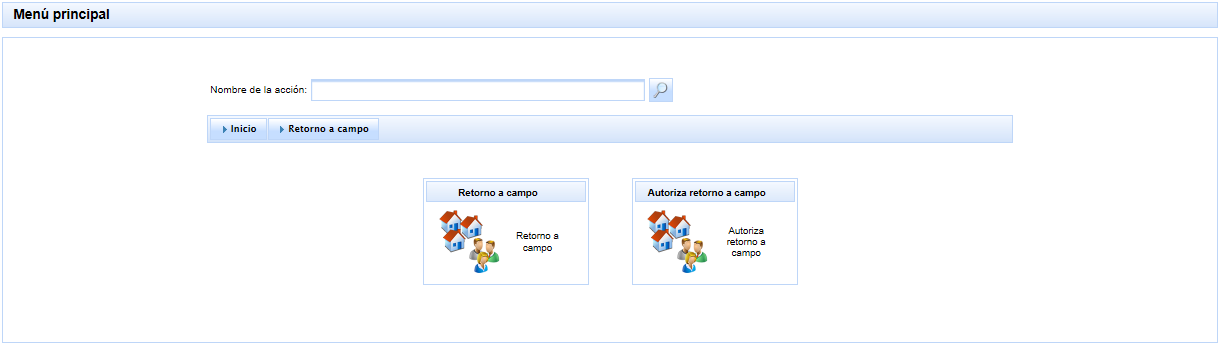 Menú principal
Nombre de la acción:
Inicio
Retorno a campo
Retorno a campo
Retorno a
campo
Autoriza retorno a campo
Autoriza
retorno a
campo